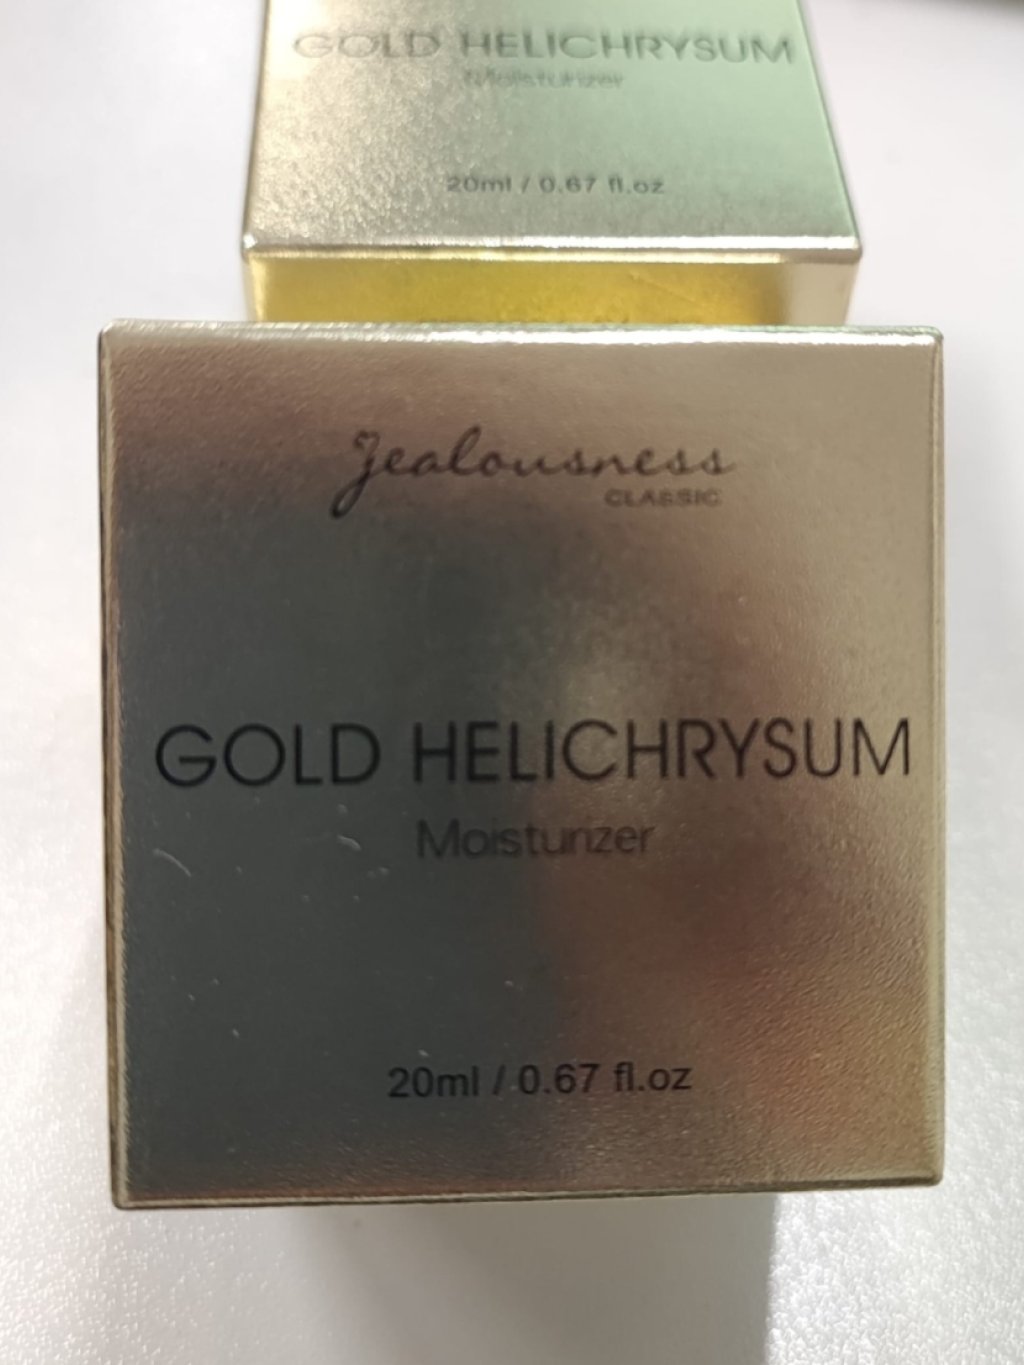 GOLD HELICHRYSUM
Moisturizer
20ml / 0.67 fl.oz
Jealousness
CLASSIC
GOLD HELICHRYSUM
Moisturizer
20ml / 0.67 fl.oz